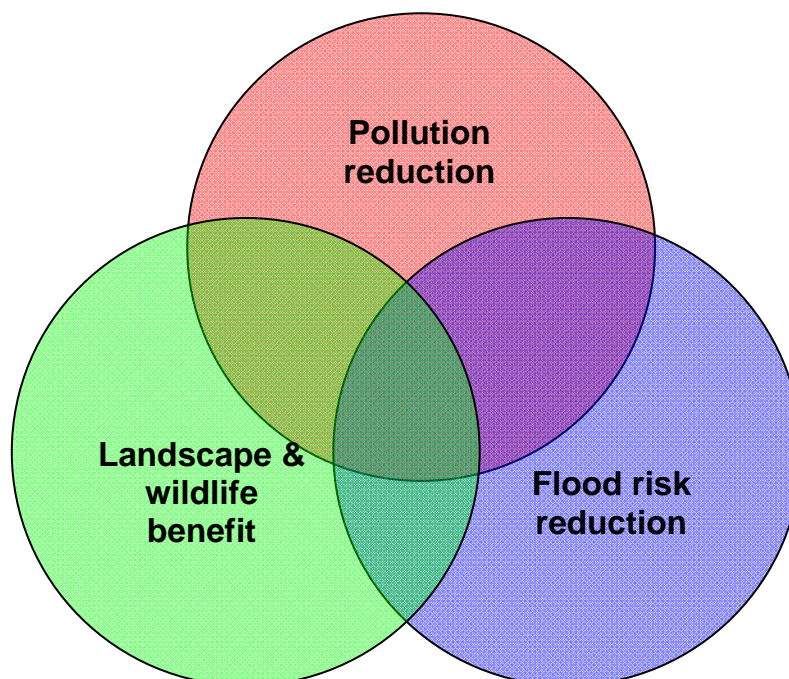 Pollution
reduction
Landscape &
wildlife
benefit
Flood risk
reduction